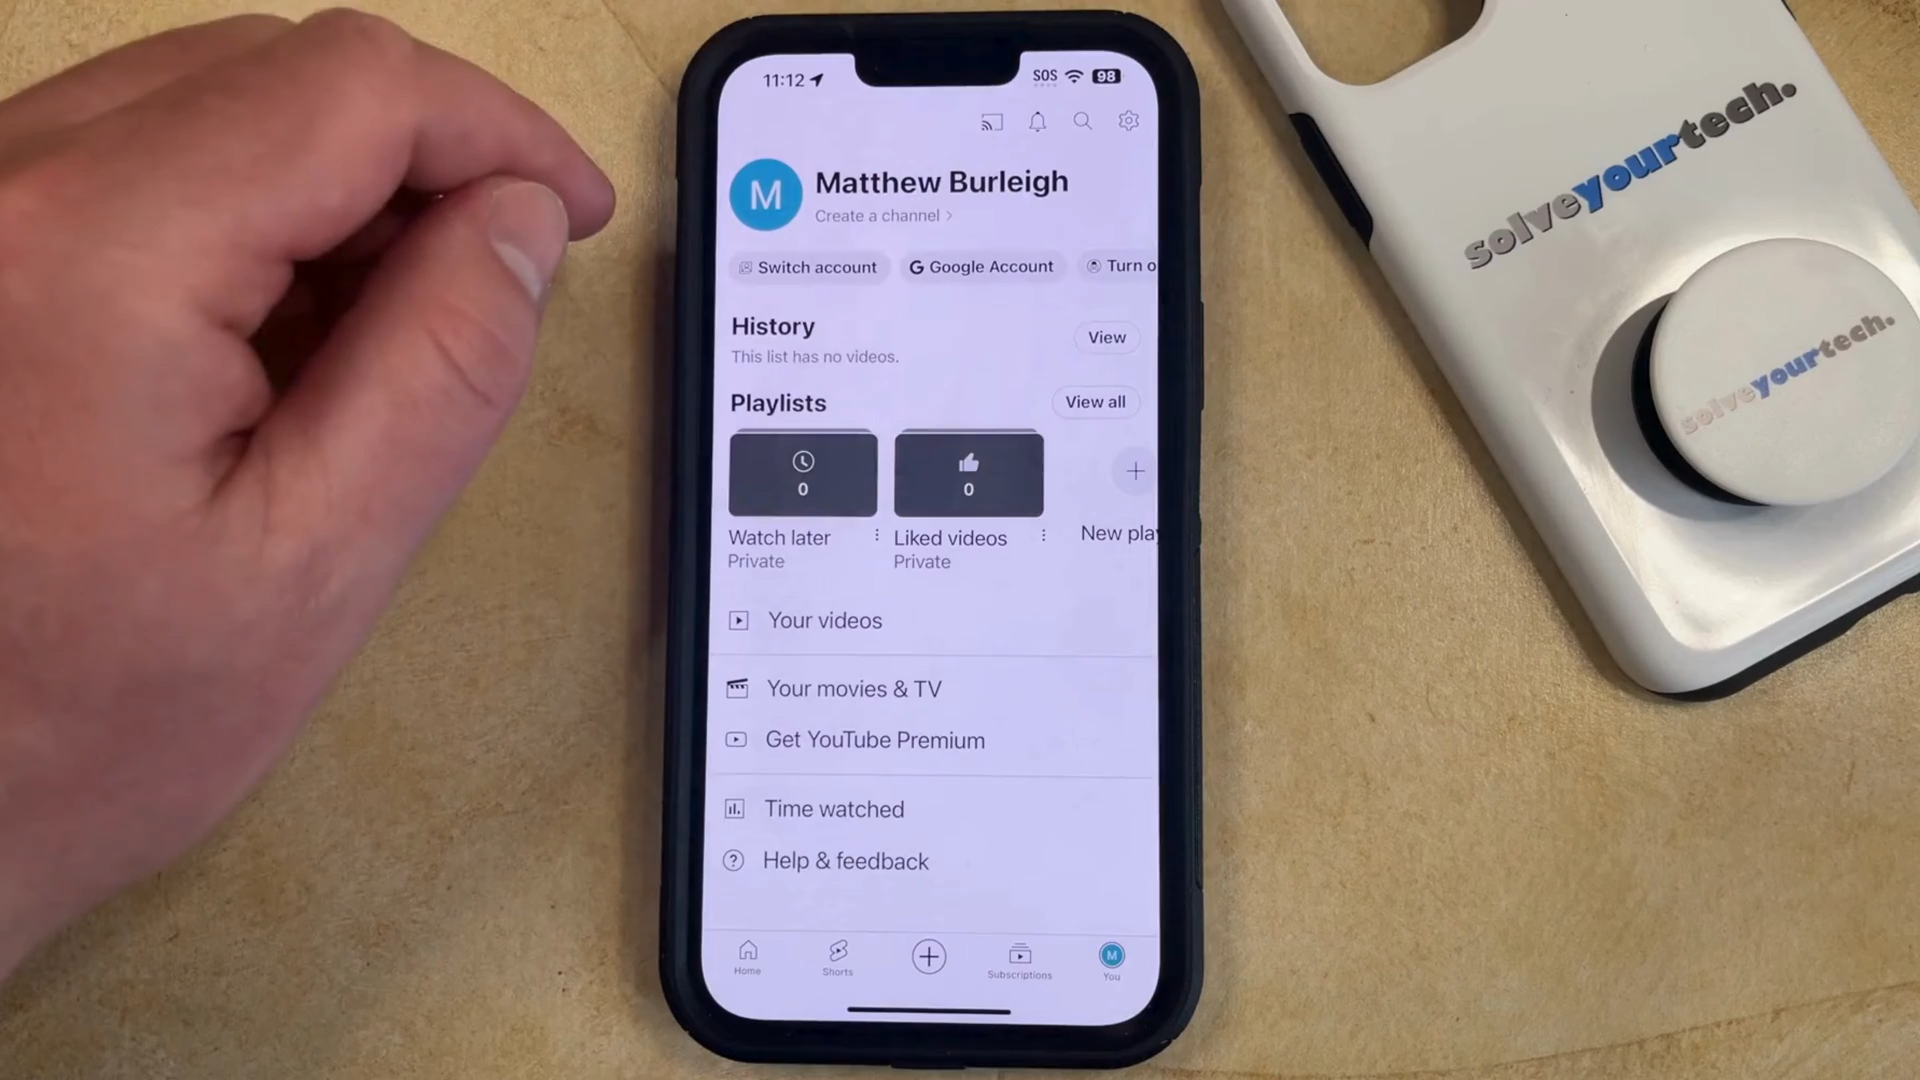 11:12
SOS
98
M
Matthew Burleigh
Create a channel >
Switch account
G Google Account
Turn o
History
View
This list has no videos.
Playlists
View all
0
0
Watch later
Liked videos
New play
Private
Private
Your videos
Your movies & TV
Get YouTube Premium
Time watched
Help & feedback
Home
Shorts
Subscriptions
M
You
solveyourtech.
solveyourtech.